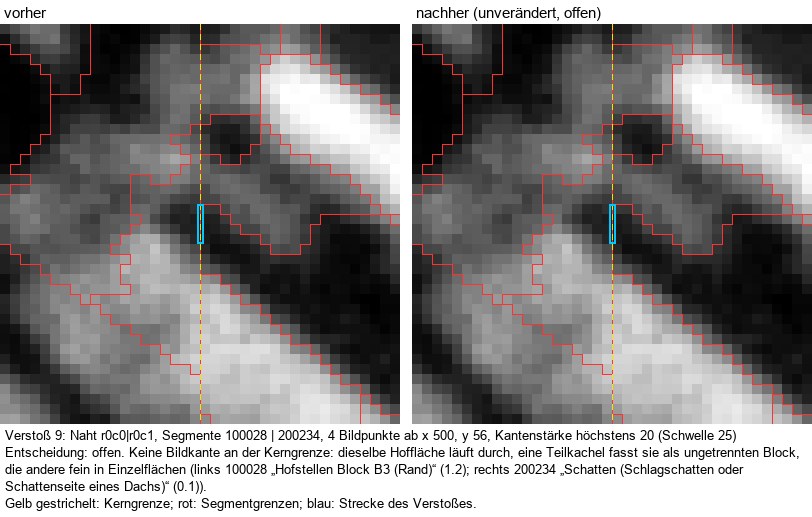 vorher
nachher (unverändert, offen)
Verstoß 9: Naht r0c0|r0c1, Segmente 100028 | 200234, 4 Bildpunkte ab x 500, y 56, Kantenstärke höchstens 20 (Schwelle 25)
Entscheidung: offen. Keine Bildkante an der Kerngrenze: dieselbe Hoffläche läuft durch, eine Teilkachel fasst sie als ungetrennten Block,
die andere fein in Einzelflächen (links 100028 „Hofstellen Block B3 (Rand)“ (1.2); rechts 200234 „Schatten (Schlagschatten oder
Schattenseite eines Dachs)“ (0.1)).
Gelb gestrichelt: Kerngrenze; rot: Segmentgrenzen; blau: Strecke des Verstoßes.